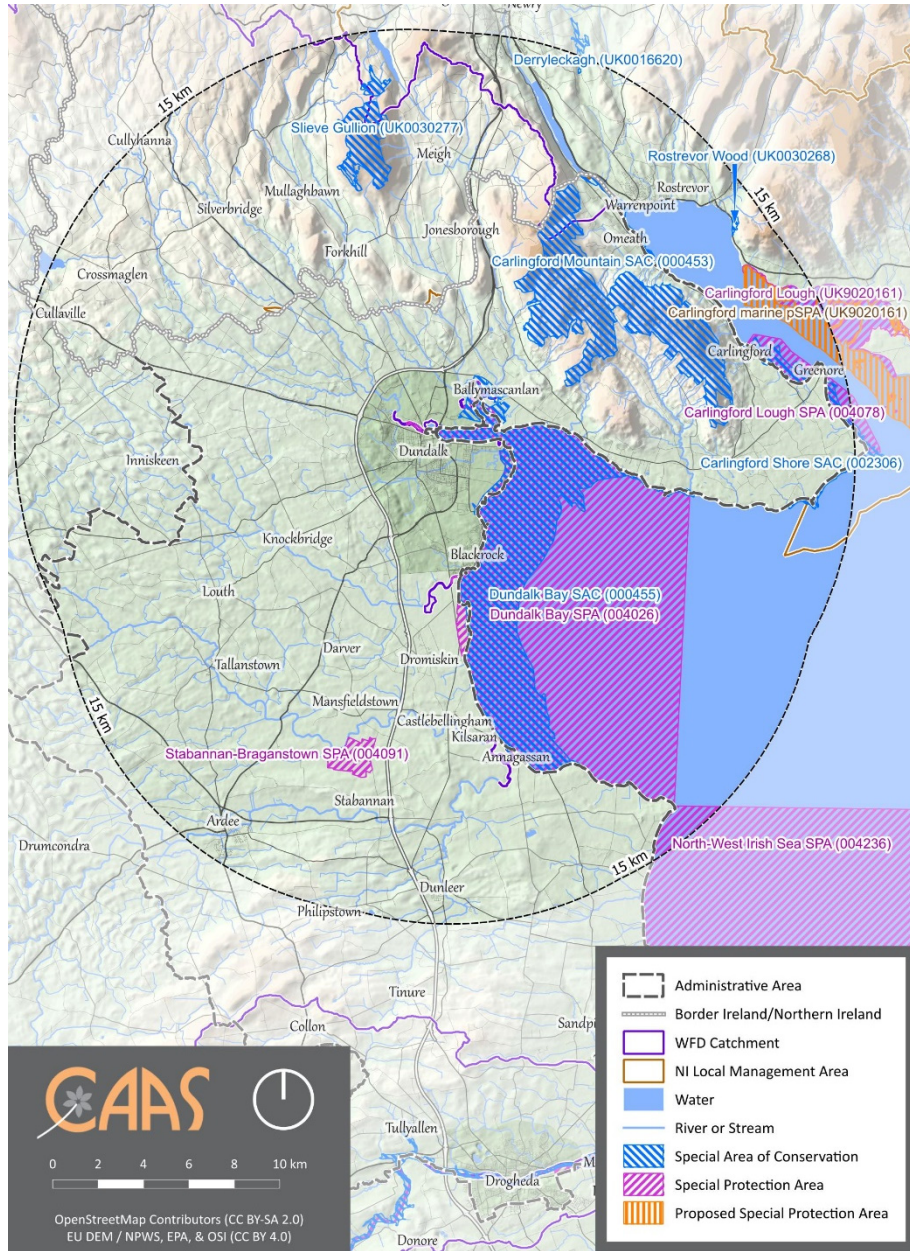 Newry
Derryleckagh (UK0016620)
15 km
Cullyhanna
Slieve Gullion (UK0030277)
Meigh
Rostrevor Wood (UK0030268)
Mullaghbawn
Rostrevor
15 km
Silverbridge
Warrenpoint
Jonesborough
Omeath
Forkhill
Carlingford Mountain SAC (000453)
Crossmaglen
Carlingford Lough (UK9020161)
Cullaville
Carlingford marine pSPA (UK9020161)
Carlingford
Greenore
Ballymascanlan
Carlingford Lough SPA (004078)
Dundalk
Inniskeen
Carlingford Shore SAC (002306)
Knockbridge
Blackrock
Louth
Dundalk Bay SAC (000455)
Dundalk Bay SPA (004026)
Darver
Dromiskin
Tallanstown
15 km
Mansfieldstown
Castlebellingham
Kilsaran
Stabannan-Braganstown SPA (004091)
Annagassan
Stabannan
Ardee
Drumcondra
North-West Irish Sea SPA (004236)
15 km
Dunleer
Philipstown
Tinure
Collon
Sandpi
Tullyallen
Drogheda
M
Donore
CAAS
0 2 4 6 8 10 km
OpenStreetMap Contributors (CC BY-SA 2.0)
EU DEM / NPWS, EPA, & OSI (CC BY 4.0)
Administrative Area
Border Ireland/Northern Ireland
WFD Catchment
NI Local Management Area
Water
River or Stream
Special Area of Conservation
Special Protection Area
Proposed Special Protection Area